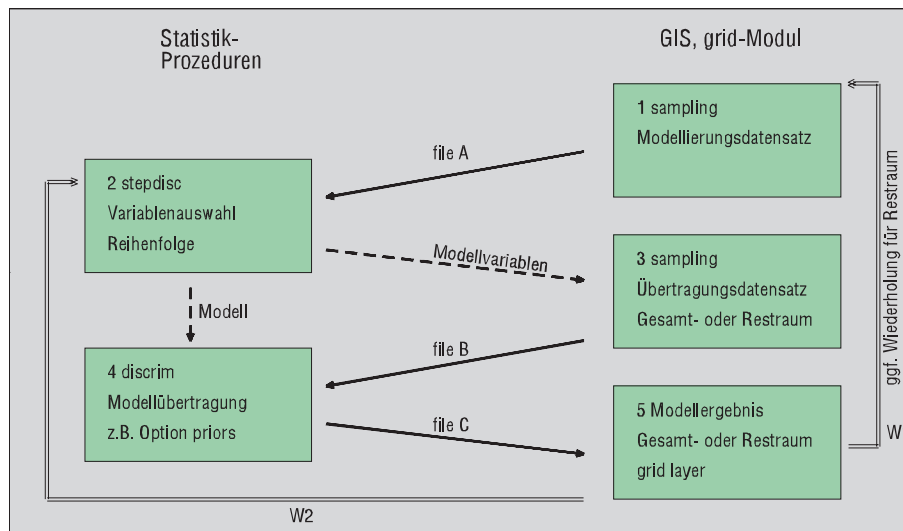 Statistik-
Prozeduren
GIS, grid-Modul
1 sampling
Modellierungsdatensatz
file A
2 stepdisc
Variablenauswahl
Reihenfolge
Modellvariablen
3 sampling
Übertragungsdatensatz
Gesamt- oder Restraum
Modell
file B
4 discrim
Modellübertragung
z.B. Option priors
file C
5 Modellergebnis
Gesamt- oder Restraum
grid layer
ggf. Wiederholung für Restraum
W
W2